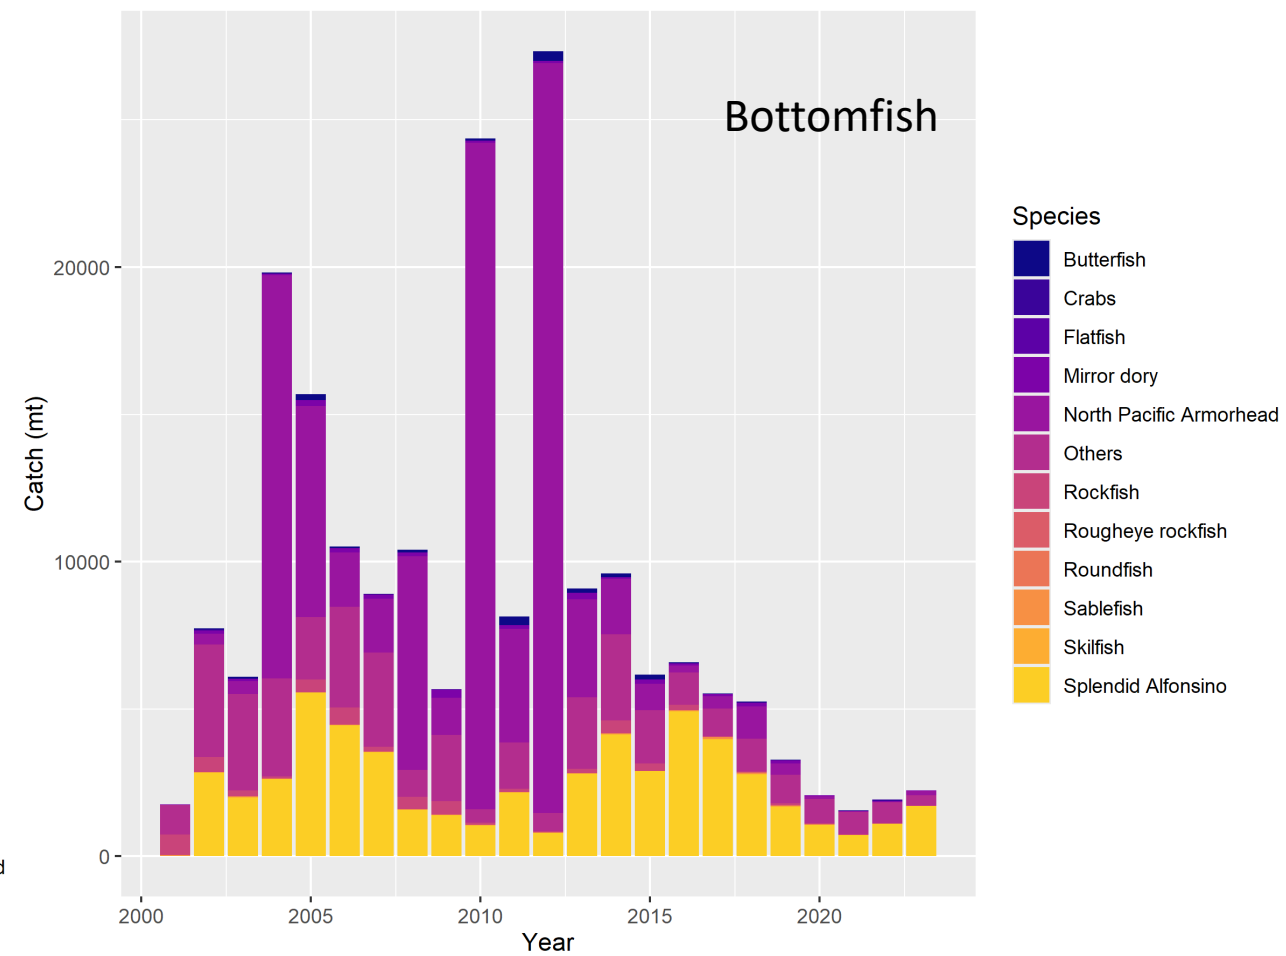 Bottomfish
Catch (mt)
20000
10000
0
d
2000 2005 2010 2015 2020
Year
Species
Butterfish
Crabs
Flatfish
Mirror dory
North Pacific Armorhead
Others
Rockfish
Rougheye rockfish
Roundfish
Sablefish
Skilfish
Splendid Alfonsino